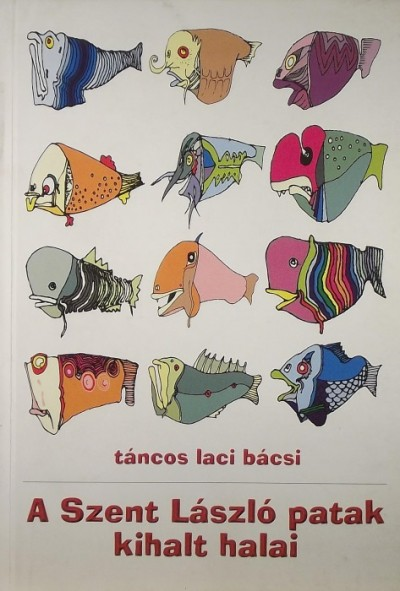 táncos laci bácsi
A Szent László patak
kihalt halai